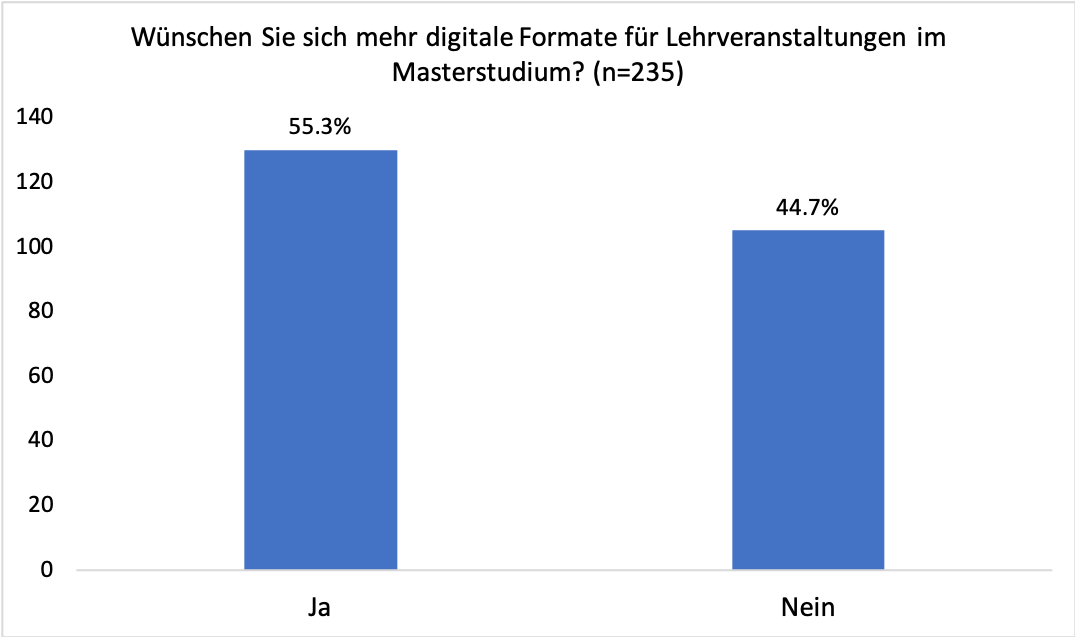 Wünschen Sie sich mehr digitale Formate für Lehrveranstaltungen im
Masterstudium? (n=235)
140
55.3%
120
44.7%
100
80
60
40
20
0
Ja
Nein